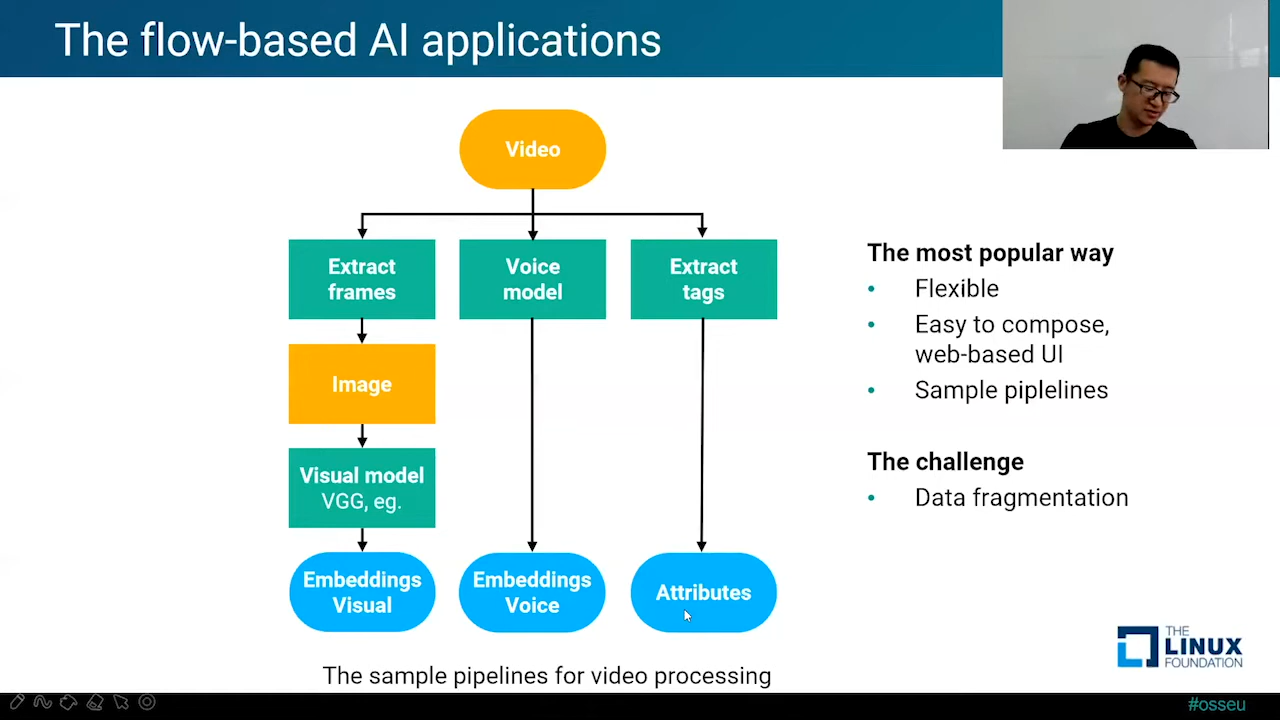 The flow-based AI applications
Video
Extract
frames
Voice
model
Extract
tags
Image
Visual model
VGG, eg.
Embeddings
Visual
Embeddings
Voice
Attributes
The sample pipelines for video processing
The most popular way
• Flexible
• Easy to compose,
web-based UI
• Sample piplelines
The challenge
• Data fragmentation
THE
LINUX
FOUNDATION
#osseu